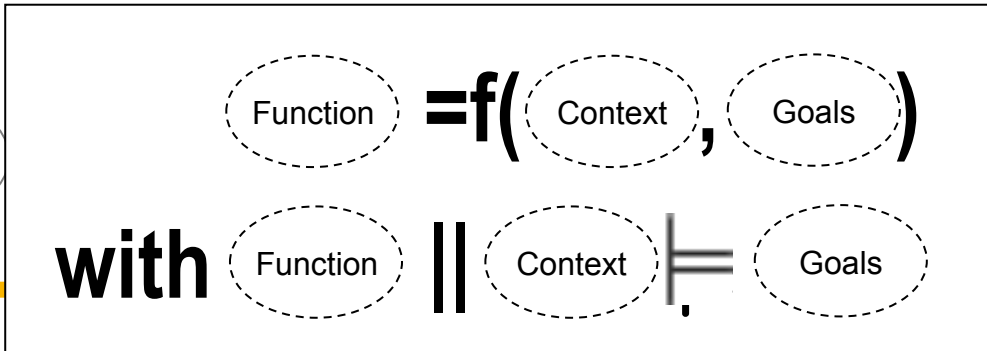 Function =f( Context , Goals )
with Function || Context ⊨ Goals